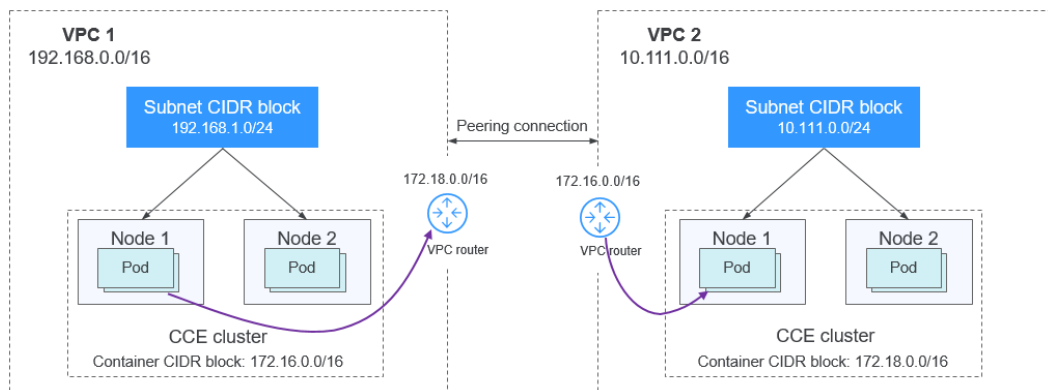 VPC 1
192.168.0.0/16
VPC 2
10.111.0.0/16
Subnet CIDR block
192.168.1.0/24
Peering connection
Subnet CIDR block
10.111.0.0/24
172.18.0.0/16
172.16.0.0/16
VPC router
VPC router
Node 1
Pod
Node 2
Pod
CCE cluster
Container CIDR block: 172.16.0.0/16
Node 1
Pod
Node 2
Pod
CCE cluster
Container CIDR block: 172.18.0.0/16